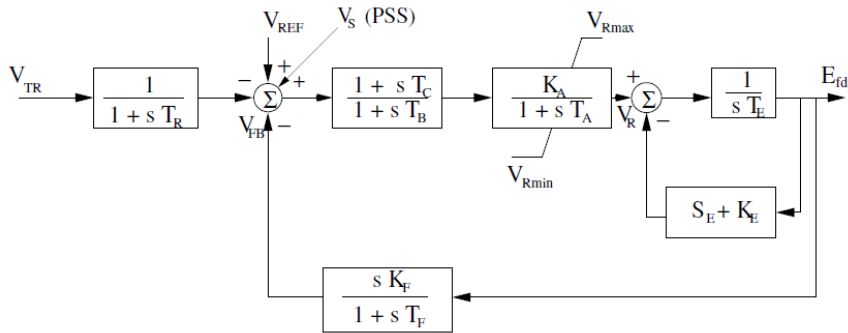 V_REF
V_S (PSS)
V_Rmax
V_TR
1
1 + s T_R
−
+
+
Σ
V_FB
−
1 + s T_C
1 + s T_B
K_A
1 + s T_A
V_Rmin
+
Σ
V_R
−
1
s T_E
E_fd
S_E + K_E
s K_F
1 + s T_F